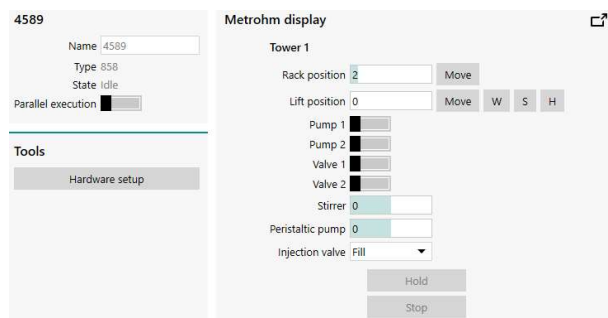 4589
Name 4589
Type 858
State Idle
Parallel execution
Tools
Hardware setup
Metrohm display
Tower 1
Rack position 2 Move
Lift position 0 Move W S H
Pump 1
Pump 2
Valve 1
Valve 2
Stirrer 0
Peristaltic pump 0
Injection valve Fill
Hold
Stop